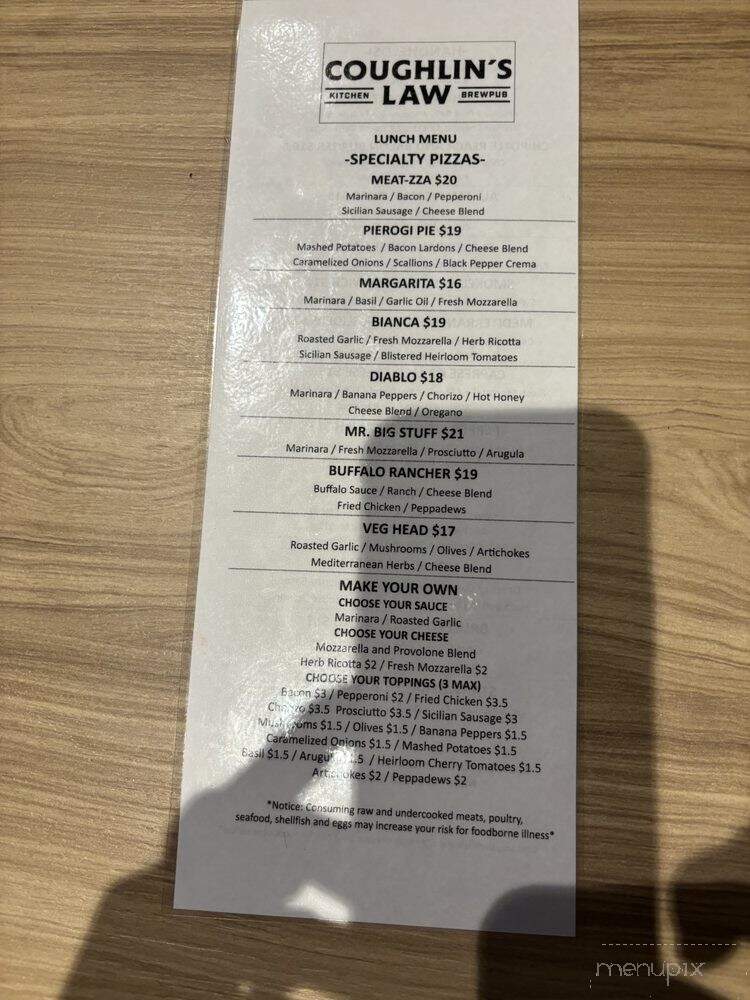 COUGHLIN'S
KITCHEN LAW BREWPUB
LUNCH MENU
-SPECIALTY PIZZAS-
MEAT-ZZA $20
Marinara / Bacon / Pepperoni
Sicilian Sausage / Cheese Blend
PIEROGI PIE $19
Mashed Potatoes / Bacon Lardons / Cheese Blend
Caramelized Onions / Scallions / Black Pepper Crema
MARGARITA $16
Marinara / Basil / Garlic Oil / Fresh Mozzarella
BIANCA $19
Roasted Garlic / Fresh Mozzarella / Herb Ricotta
Sicilian Sausage / Blistered Heirloom Tomatoes
DIABLO $18
Marinara / Banana Peppers / Chorizo / Hot Honey
Cheese Blend / Oregano
MR. BIG STUFF $21
Marinara / Fresh Mozzarella / Prosciutto / Arugula
BUFFALO RANCHER $19
Buffalo Sauce / Ranch / Cheese Blend
Fried Chicken / Peppadews
VEG HEAD $17
Roasted Garlic / Mushrooms / Olives / Artichokes
Mediterranean Herbs / Cheese Blend
MAKE YOUR OWN
CHOOSE YOUR SAUCE
Marinara / Roasted Garlic
CHOOSE YOUR CHEESE
Mozzarella and Provolone Blend
Herb Ricotta $2 / Fresh Mozzarella $2
CHOOSE YOUR TOPPINGS (3 MAX)
Bacon $3 / Pepperoni $2 / Fried Chicken $3.5
Chorizo $3.5 Prosciutto $3.5 / Sicilian Sausage $3
Mushrooms $1.5 / Olives $1.5 / Banana Peppers $1.5
Caramelized Onions $1.5 / Mashed Potatoes $1.5
Basil $1.5 / Arugula $1.5 / Heirloom Cherry Tomatoes $1.5
Artichokes $2 / Peppadews $2
*Notice: Consuming raw and undercooked meats, poultry,
seafood, shellfish and eggs may increase your risk for foodborne illness*
menupix